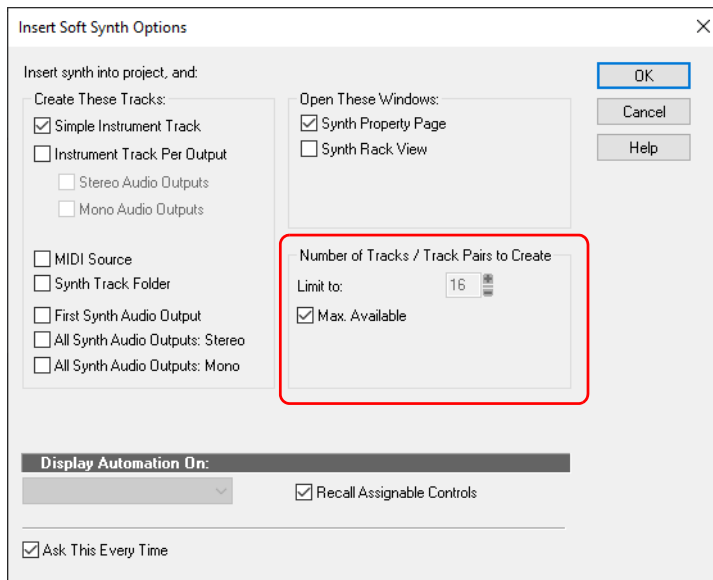 Insert Soft Synth Options
Insert synth into project, and:
Create These Tracks:
Simple Instrument Track
Instrument Track Per Output
Stereo Audio Outputs
Mono Audio Outputs
MIDI Source
Synth Track Folder
First Synth Audio Output
All Synth Audio Outputs: Stereo
All Synth Audio Outputs: Mono
Open These Windows:
Synth Property Page
Synth Rack View
Number of Tracks / Track Pairs to Create
Limit to: 16
Max. Available
OK
Cancel
Help
Display Automation On:
Recall Assignable Controls
Ask This Every Time